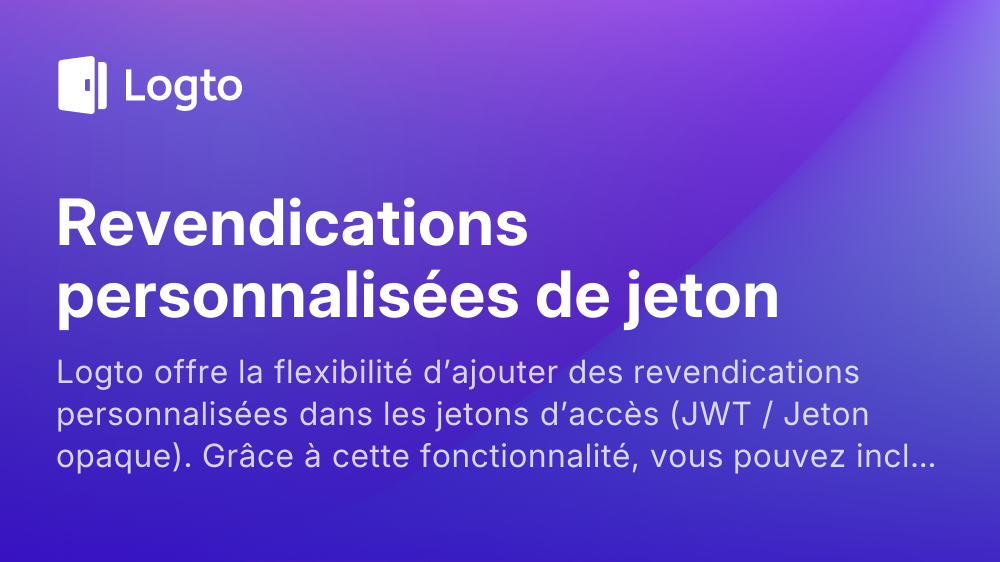 Logto
Revendications
personnalisées de jeton
Logto offre la flexibilité d’ajouter des revendications
personnalisées dans les jetons d’accès (JWT / Jeton
opaque). Grâce à cette fonctionnalité, vous pouvez incl...